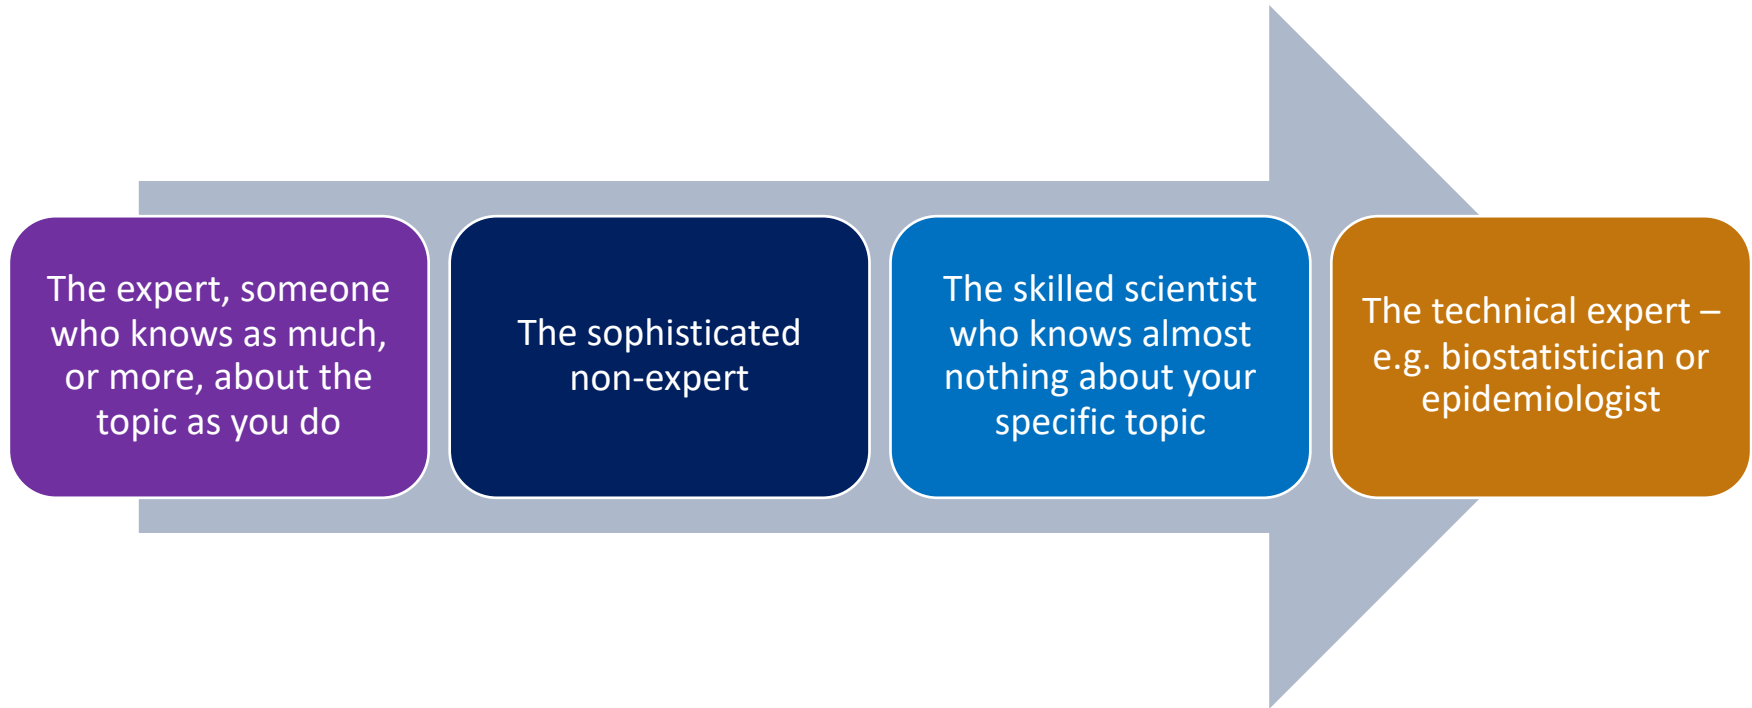 The expert, someone
who knows as much,
or more, about the
topic as you do
The sophisticated
non-expert
The skilled scientist
who knows almost
nothing about your
specific topic
The technical expert –
e.g. biostatistician or
epidemiologist